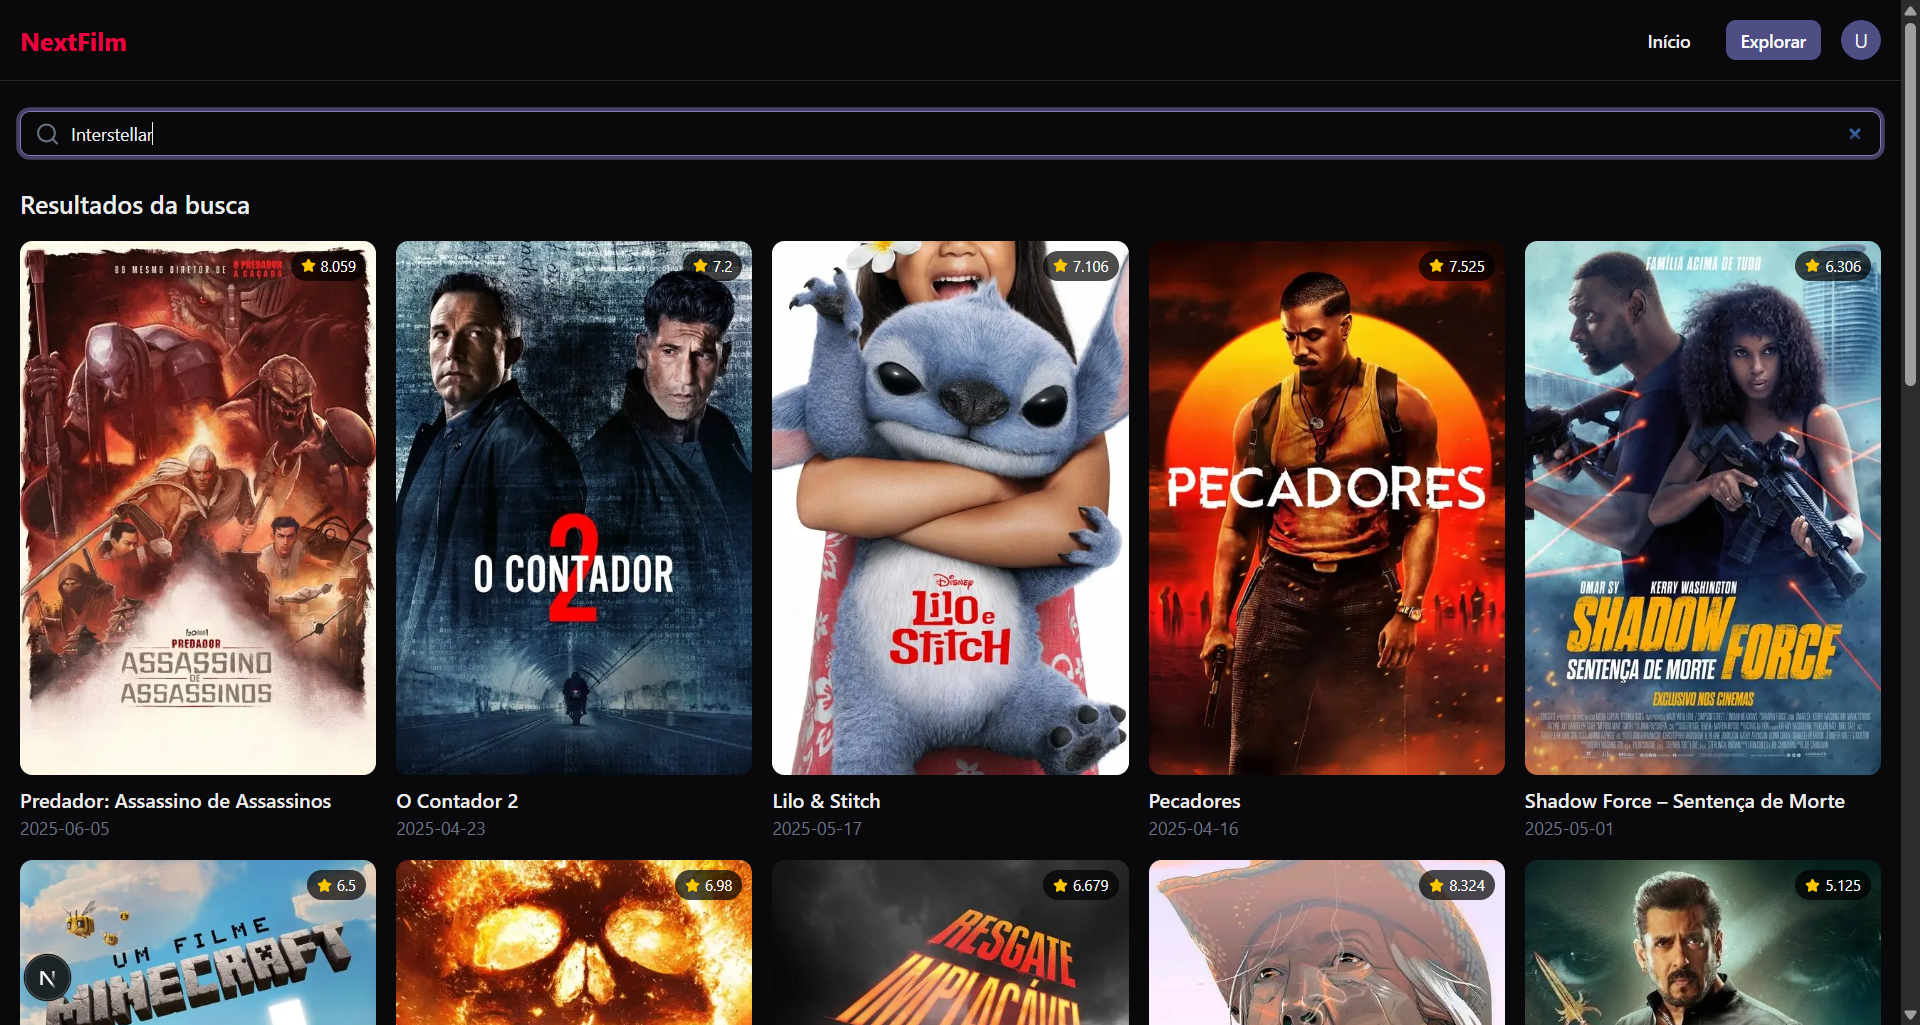 NextFilm
Início
Explorar
U
Interstellar
Resultados da busca
DO MESMO DIRETOR DE
O PREDADOR
A CAÇADA
8.059
PREDADOR
ASSASSINO
DE
ASSASSINOS
7.2
2
O CONTADOR
7.106
Disney
Lilo e
Stitch
7.525
PECADORES
FAMÍLIA ACIMA DE TUDO
6.306
OMAR SY KERRY WASHINGTON
SHADOW
FORCE
SENTENÇA DE MORTE
EXCLUSIVO NOS CINEMAS
Predador: Assassino de Assassinos
2025-06-05
O Contador 2
2025-04-23
Lilo & Stitch
2025-05-17
Pecadores
2025-04-16
Shadow Force – Sentença de Morte
2025-05-01
6.5
UM FILME
MINECRAFT
N
6.98
6.679
RESGATE
IMPLACÁVEL
8.324
5.125